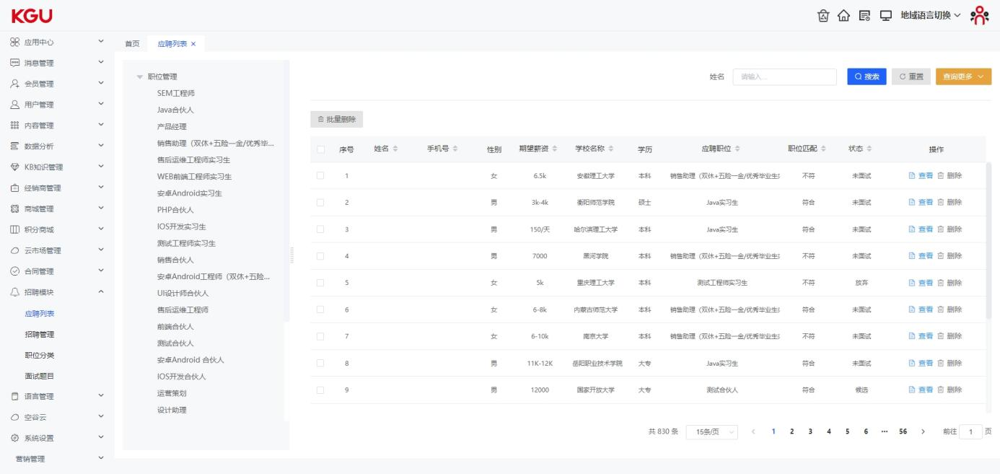 KGU
地域语言切换
应用中心
消息管理
会员管理
用户管理
内容管理
数据分析
KB知识管理
经销商管理
商城管理
积分商城
云市场管理
合同管理
招聘模块
应聘列表
招聘管理
职位分类
面试题目
语言管理
空谷云
系统设置
营销管理
首页 应聘列表 ×
职位管理
SEM工程师
Java合伙人
产品经理
销售助理（双休+五险一金/优秀毕...
售后运维工程师实习生
WEB前端工程师实习生
安卓Android实习生
PHP合伙人
IOS开发实习生
测试工程师实习生
销售合伙人
安卓Android工程师（双休+五险...
UI设计师合伙人
售后运维工程师
前端合伙人
测试合伙人
安卓Android 合伙人
IOS开发合伙人
运营策划
设计助理
姓名 请输入... 搜索 重置 查询更多
批量删除
序号 姓名 手机号 性别 期望薪资 学校名称 学历 应聘职位 职位匹配 状态 操作
1 女 6.5k 安徽理工大学 本科 销售助理（双休+五险一金/优秀毕业生 不符 未面试 查看 删除
2 男 3k-4k 衡阳师范学院 硕士 Java实习生 符合 未面试 查看 删除
3 男 150/天 哈尔滨理工大学 本科 Java实习生 符合 未面试 查看 删除
4 男 7000 黑河学院 本科 销售助理（双休+五险一金/优秀毕业生 不符 未面试 查看 删除
5 女 5k 重庆理工大学 本科 测试工程师实习生 不符 放弃 查看 删除
6 女 6-8k 内蒙古师范大学 本科 销售助理（双休+五险一金/优秀毕业生 符合 未面试 查看 删除
7 女 6-10k 南京大学 本科 销售助理（双休+五险一金/优秀毕业生 不符 未面试 查看 删除
8 男 11K-12K 岳阳职业技术学院 大专 Java实习生 符合 未面试 查看 删除
9 男 12000 国家开放大学 大专 测试合伙人 符合 候选 查看 删除
共 830 条 15条/页 1 2 3 4 5 6 ... 56 前往 1 页